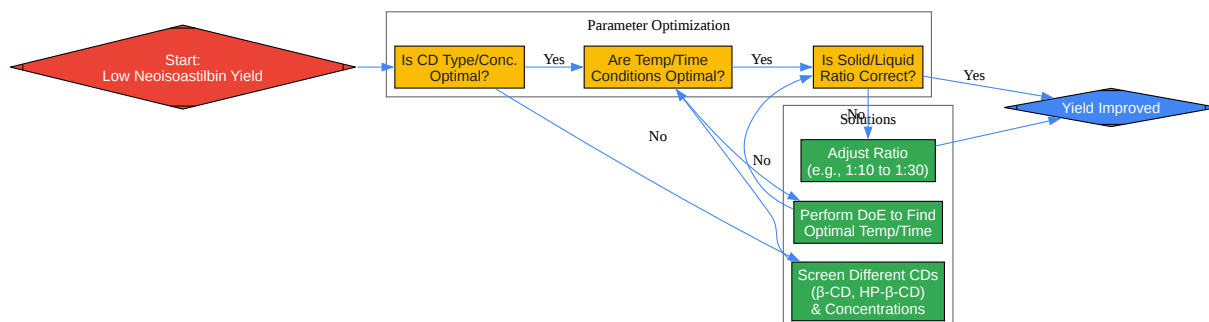 Parameter Optimization
Start:
Low Neoisoastilbin Yield
Is CD Type/Conc.
Optimal?
Yes
Are Temp/Time
Conditions Optimal?
Yes
Is Solid/Liquid
Ratio Correct?
Yes
Yield Improved
No
Solutions
No
No
Adjust Ratio
(e.g., 1:10 to 1:30)
Perform DoE to Find
Optimal Temp/Time
Screen Different CDs
(β-CD, HP-β-CD)
& Concentrations